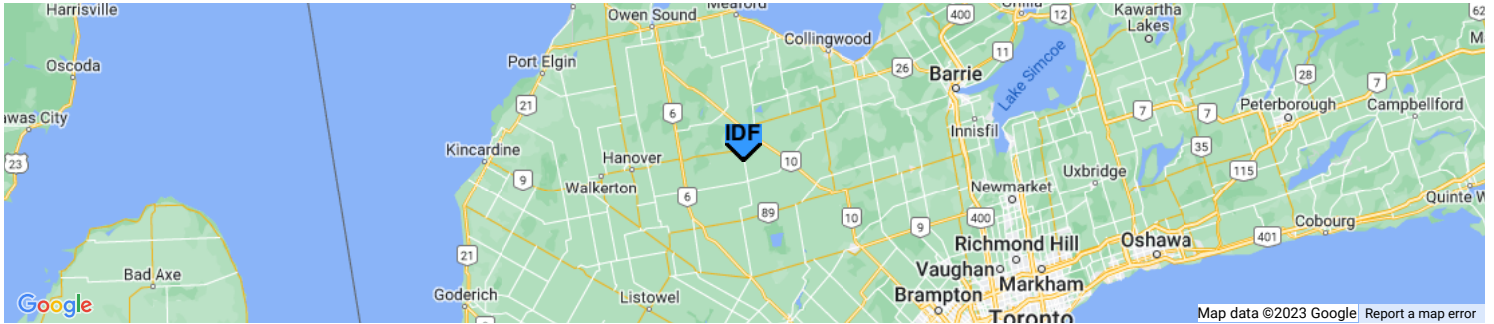 Harrisville
Owen Sound
Meaford
Orillia
12
Kawartha
Lakes
62
400
Collingwood
11
Oscoda
Port Elgin
26
Barrie
Lake Simcoe
28
7
21
6
7
7
Peterborough
Campbellford
awas City
IDF
Innisfil
35
23
Kincardine
Hanover
10
9
Walkerton
Uxbridge
115
Newmarket
6
89
10
9
400
Quinte W
Cobourg
401
21
Richmond Hill
Oshawa
Bad Axe
Vaughan
Markham
Goderich
Listowel
Brampton
Toronto
Google
Map data ©2023 Google
Report a map error